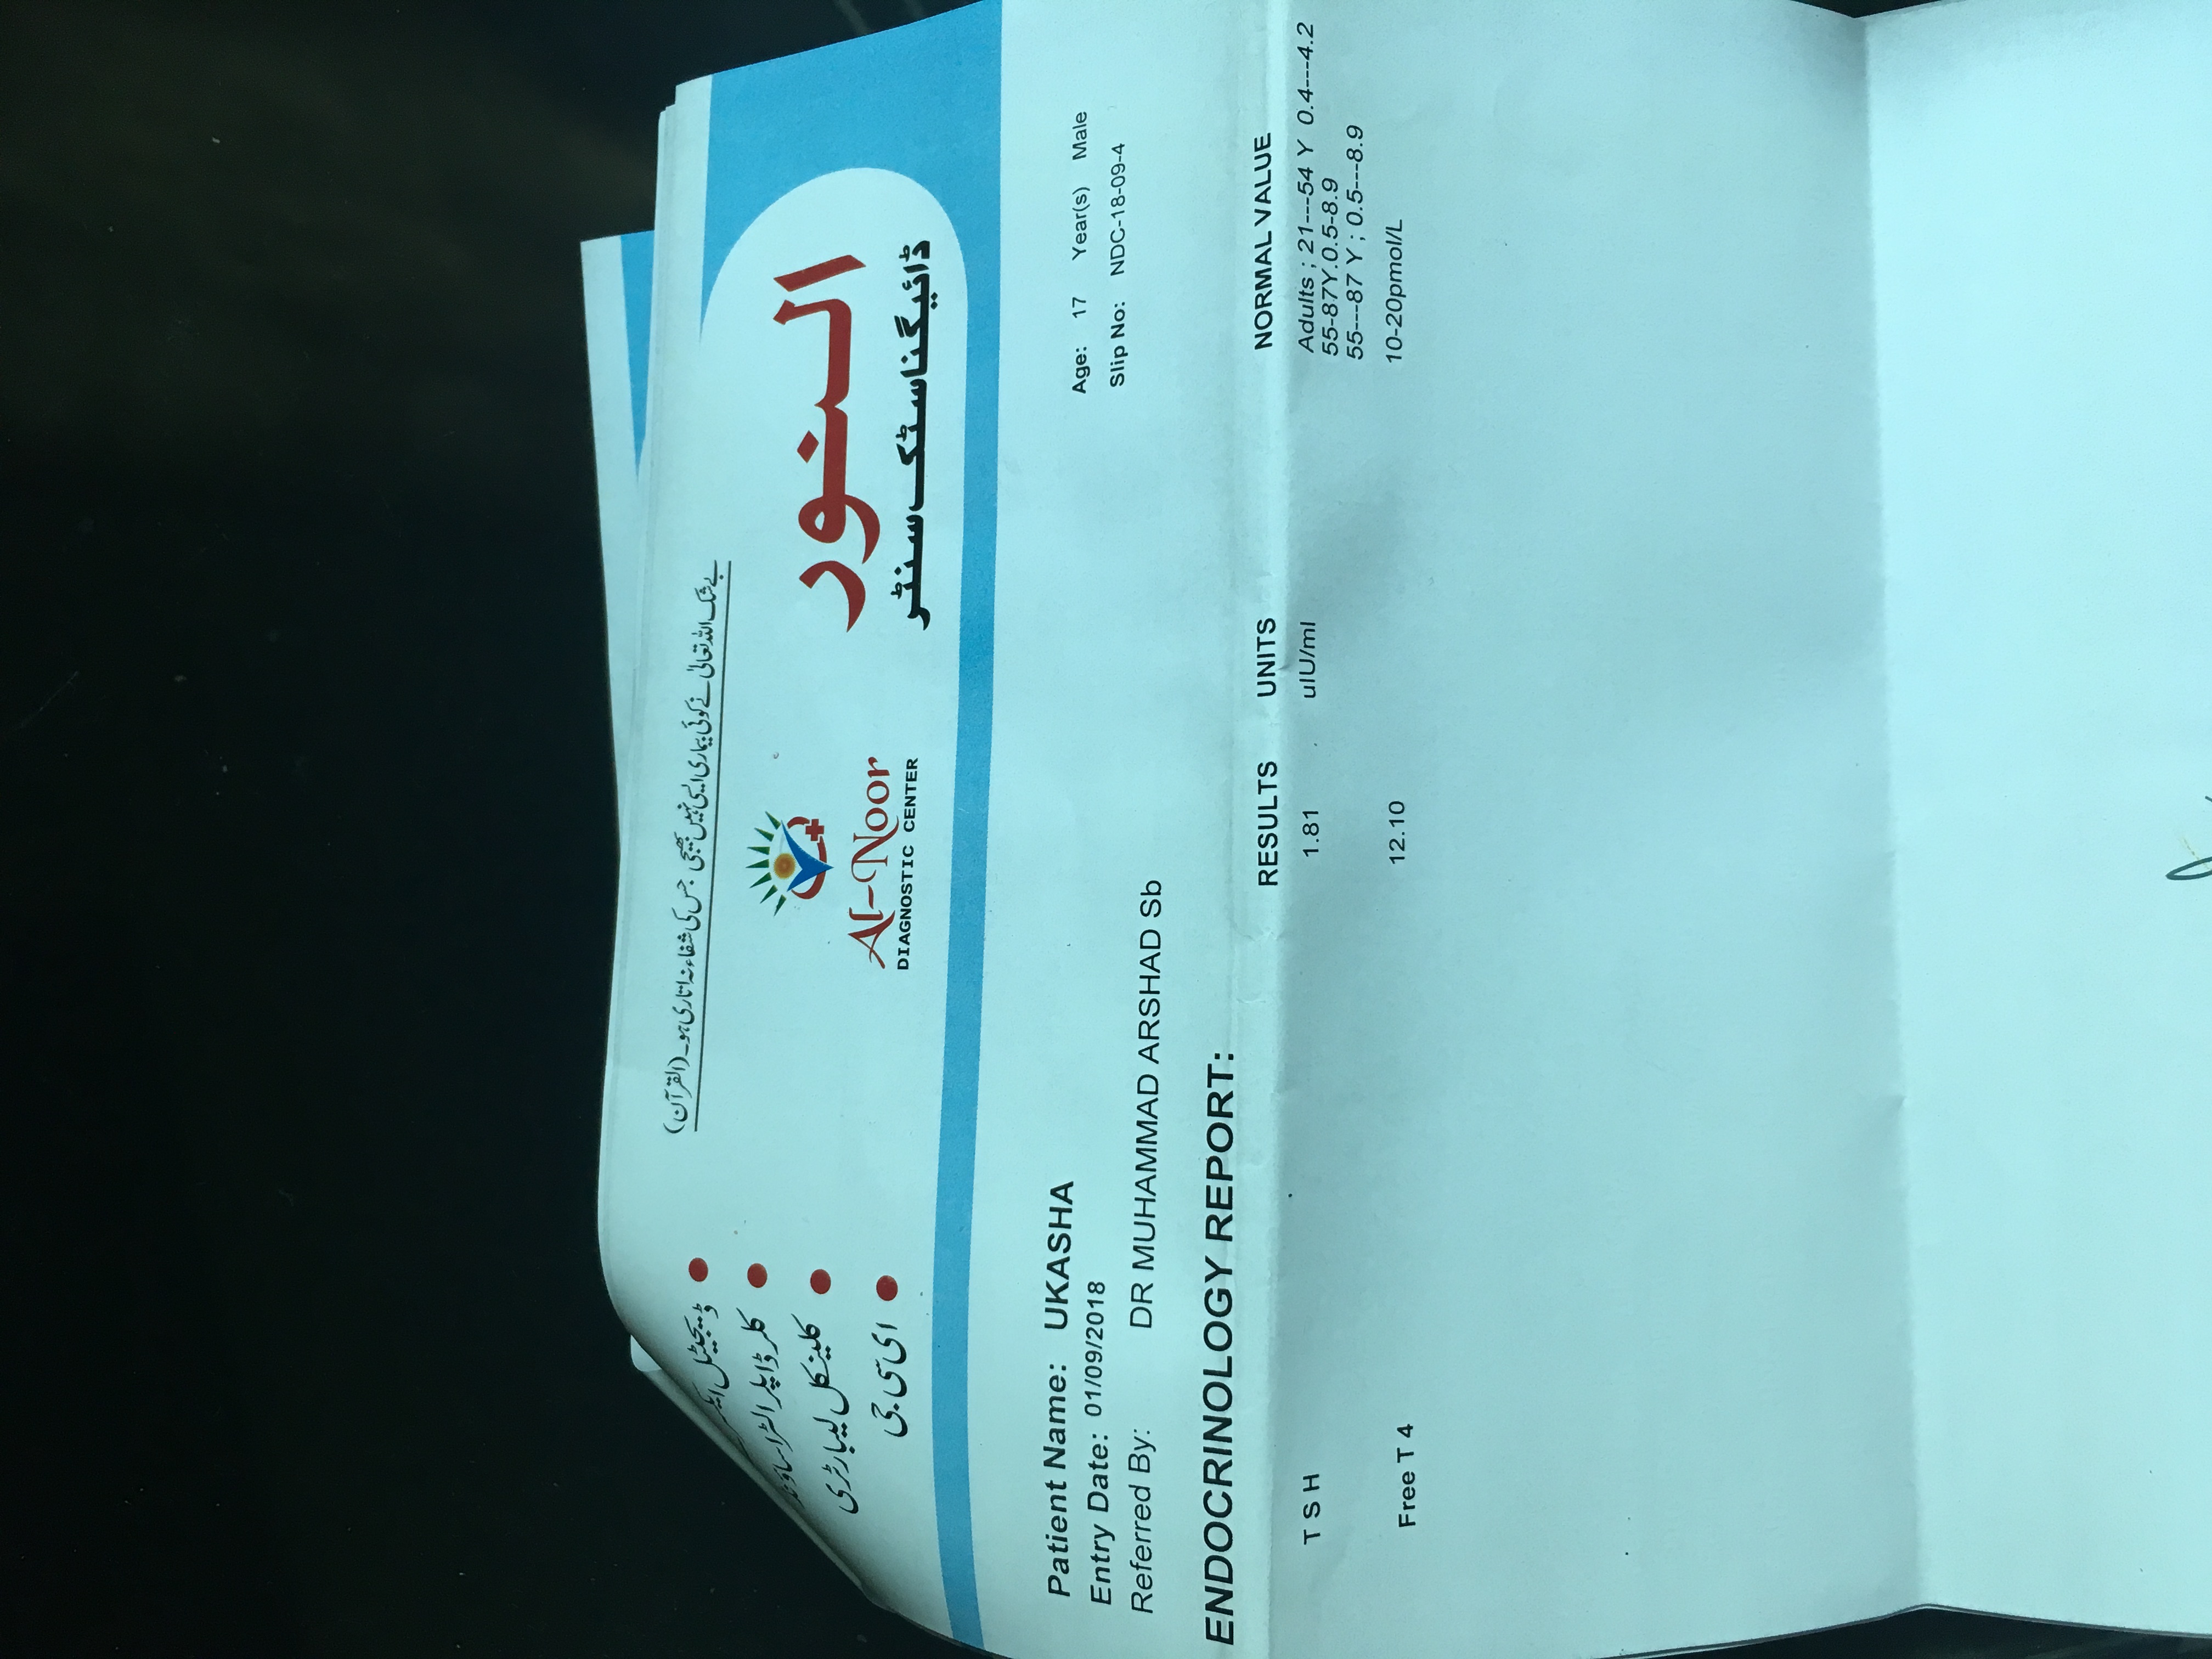 بے شک اللہ تعالیٰ نے کوئی بیماری ایسی نہیں بھیجی جس کی شفاء نہ اتاری ہو۔(القرآن)
ڈیجیٹل
کلر ڈاپلر الٹراساؤنڈ
کلینکل لیبارٹری
ای سی جی
Al-Noor
DIAGNOSTIC CENTER
النور
ڈائیگناسٹک سنٹر
Patient Name: UKASHA Age: 17 Year(s) Male
Entry Date: 01/09/2018 Slip No: NDC-18-09-4
Referred By: DR MUHAMMAD ARSHAD Sb
ENDOCRINOLOGY REPORT:
RESULTS UNITS NORMAL VALUE
T S H 1.81 uIU/ml Adults ; 21---54 Y 0.4---4.2
55-87Y.0.5-8.9
55---87 Y ; 0.5---8.9
Free T 4 12.10 10-20pmol/L